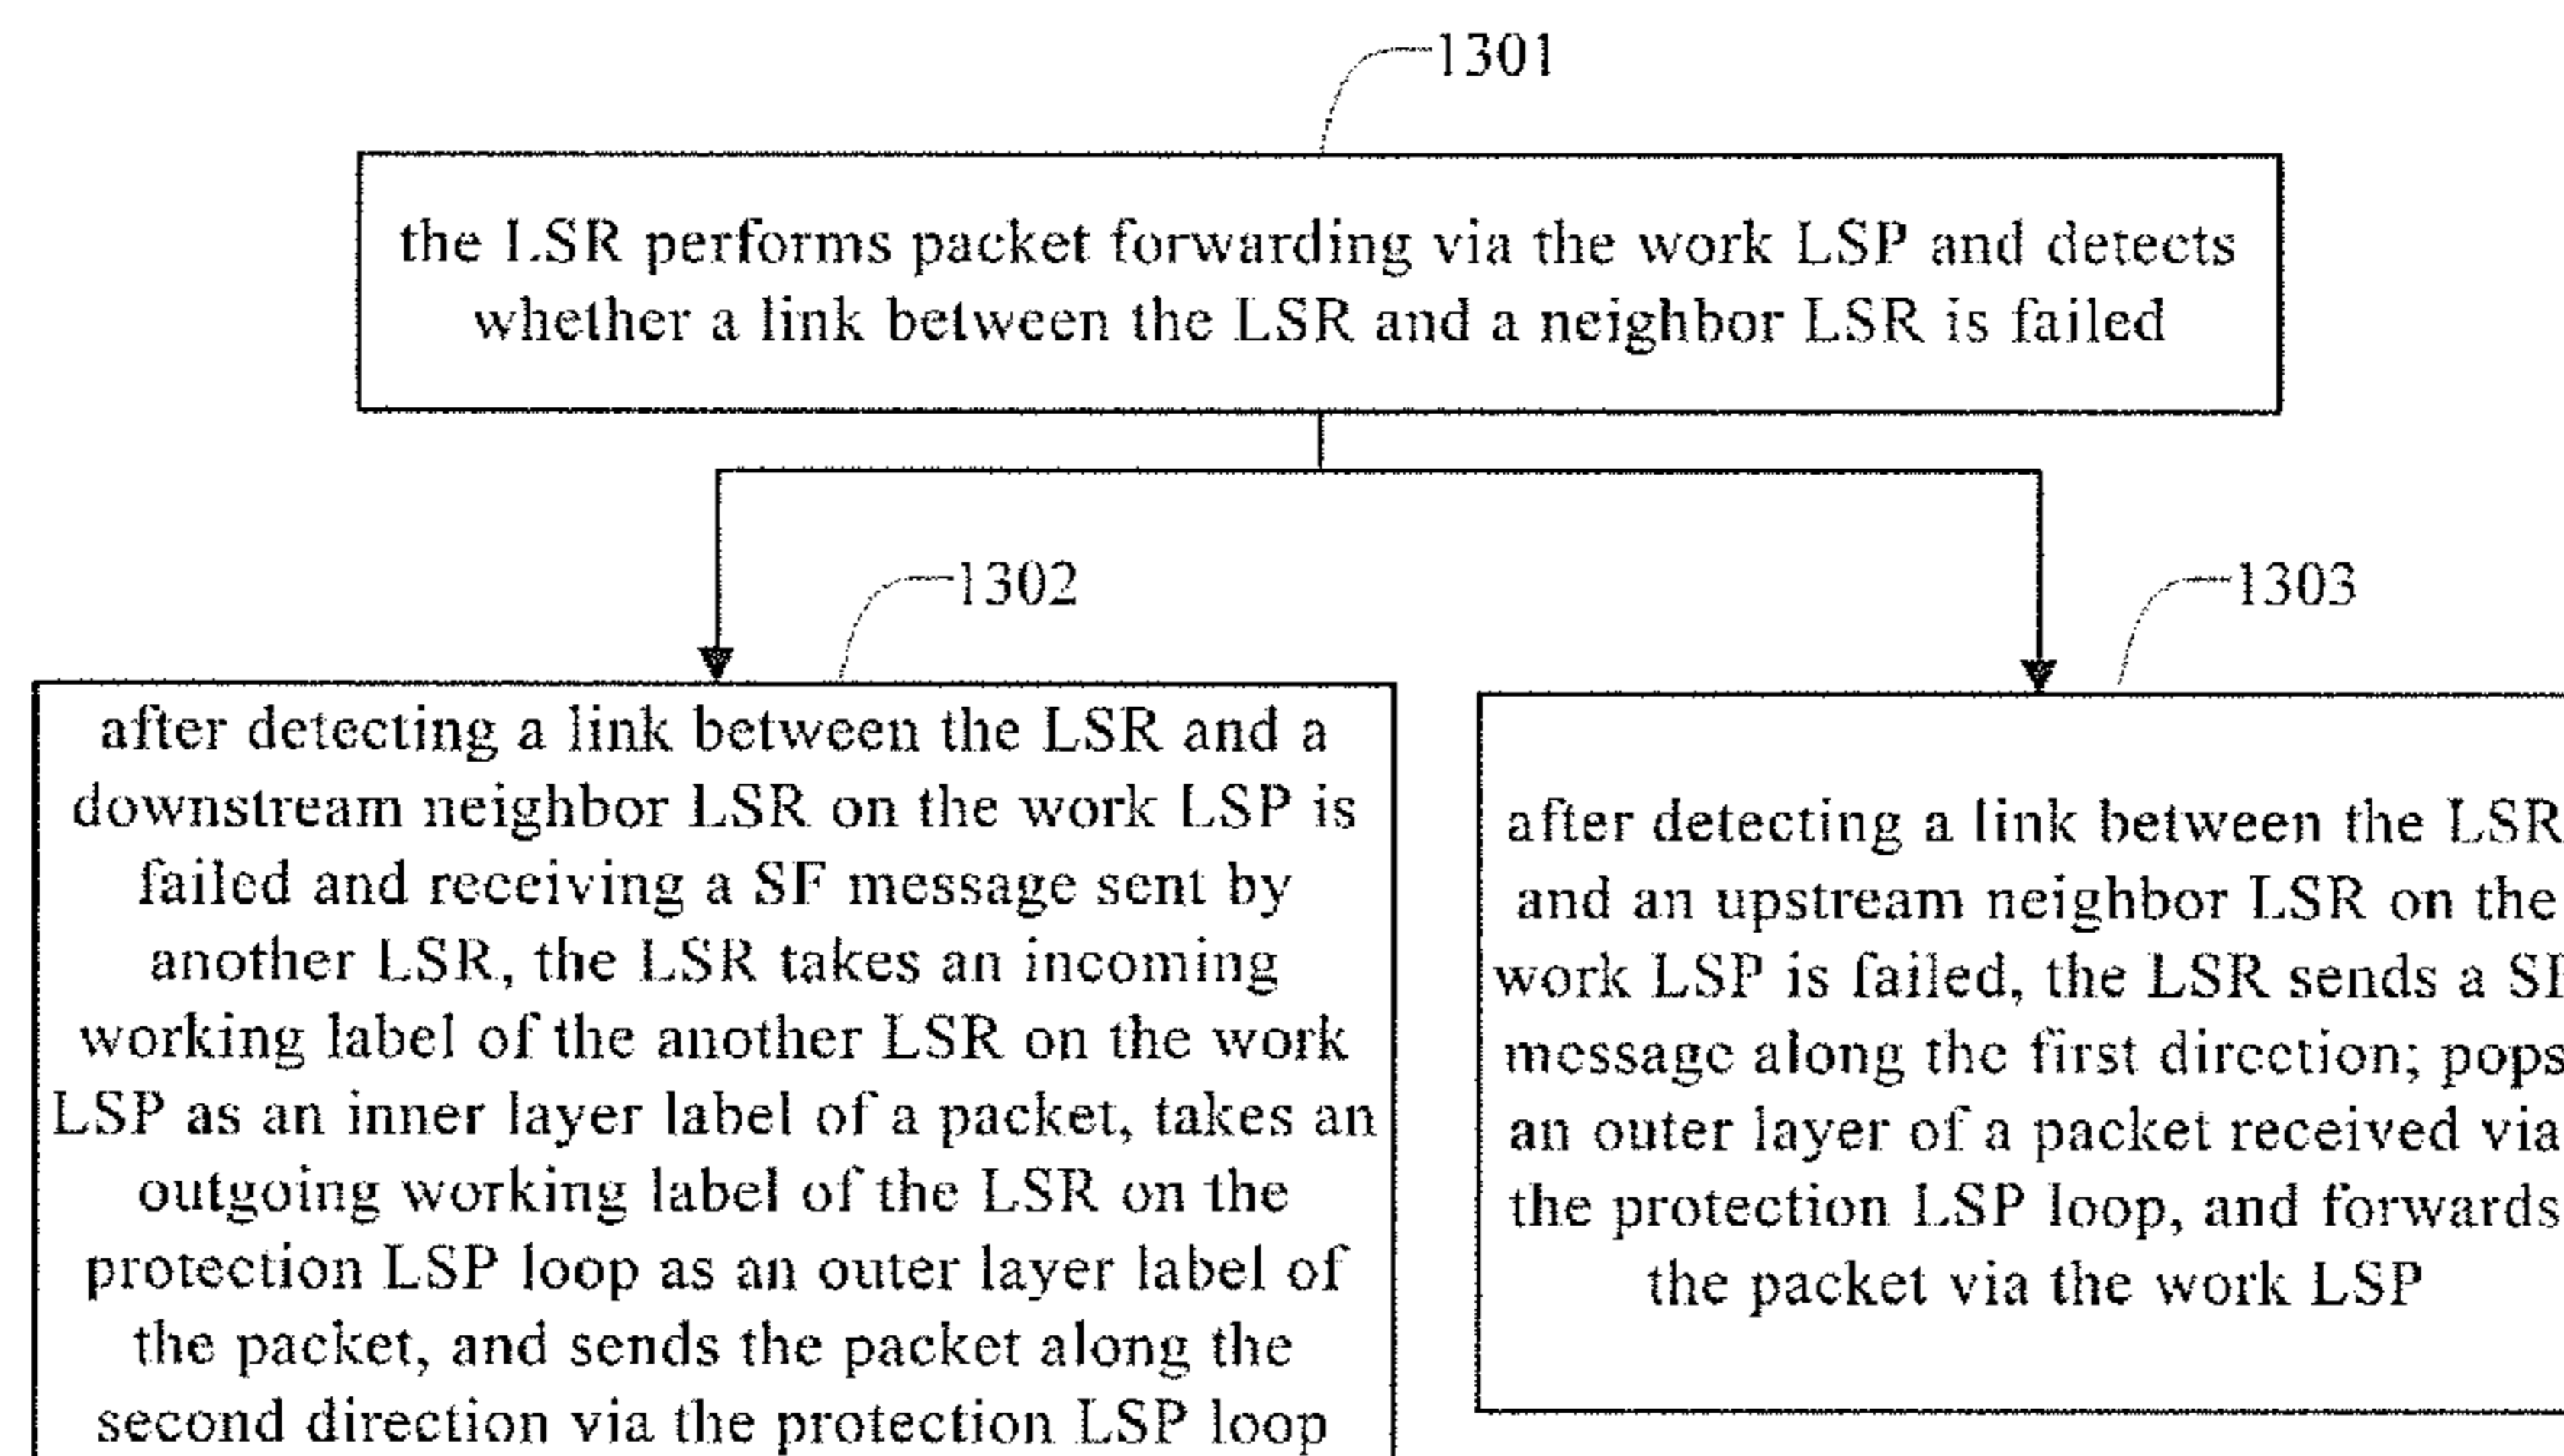 1301
the LSR performs packet forwarding via the work LSP and detects
whether a link between the LSR and a neighbor LSR is failed
1302
after detecting a link between the LSR and a
downstream neighbor LSR on the work LSP is
failed and receiving a SF message sent by
another LSR, the LSR takes an incoming
working label of the another LSR on the work
LSP as an inner layer label of a packet, takes an
outgoing working label of the LSR on the
protection LSP loop as an outer layer label of
the packet, and sends the packet along the
second direction via the protection LSP loop
1303
after detecting a link between the LSR
and an upstream neighbor LSR on the
work LSP is failed, the LSR sends a SF
message along the first direction; pops
an outer layer of a packet received via
the protection LSP loop, and forwards
the packet via the work LSP